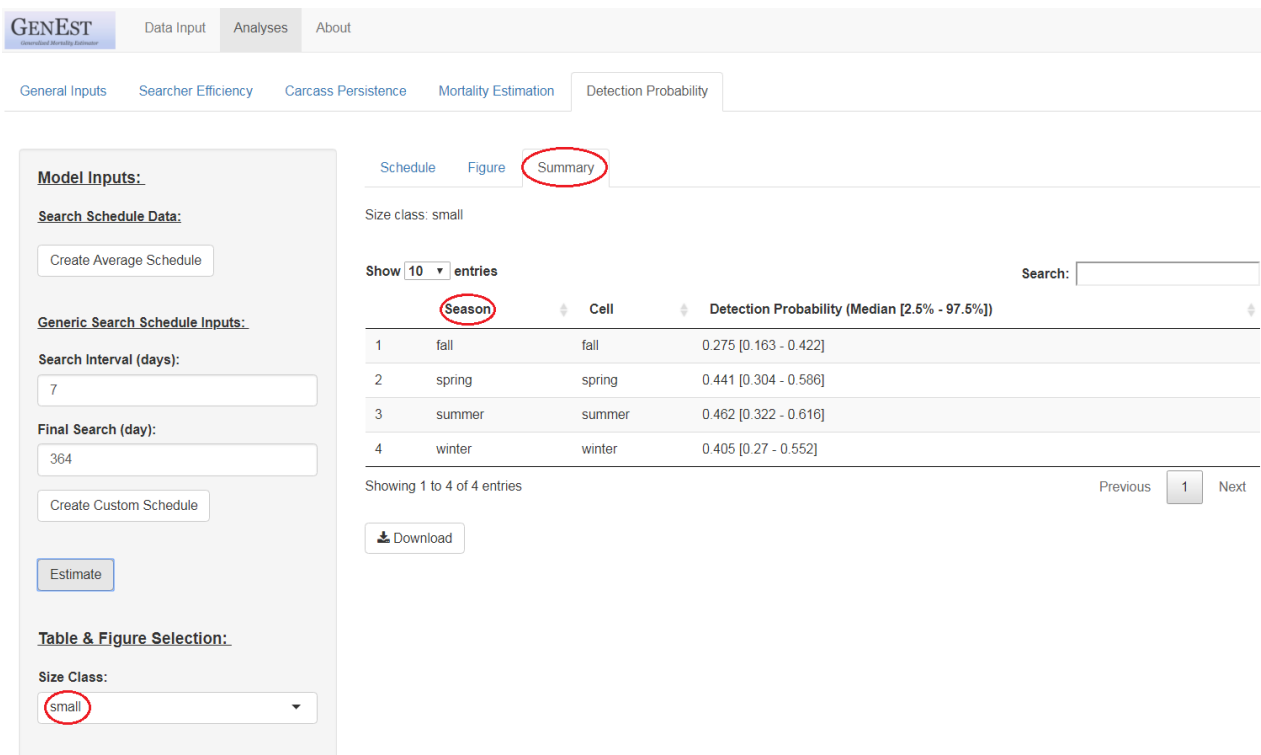 GENEST
Generalized Mortality Estimator
Data Input Analyses About
General Inputs Searcher Efficiency Carcass Persistence Mortality Estimation Detection Probability
Model Inputs:
Search Schedule Data:
Create Average Schedule
Generic Search Schedule Inputs:
Search Interval (days):
7
Final Search (day):
364
Create Custom Schedule
Estimate
Table & Figure Selection:
Size Class:
small
Schedule Figure Summary
Size class: small
Show 10 entries
Search:
Season Cell Detection Probability (Median [2.5% - 97.5%])
1 fall fall 0.275 [0.163 - 0.422]
2 spring spring 0.441 [0.304 - 0.586]
3 summer summer 0.462 [0.322 - 0.616]
4 winter winter 0.405 [0.27 - 0.552]
Showing 1 to 4 of 4 entries
Previous 1 Next
Download